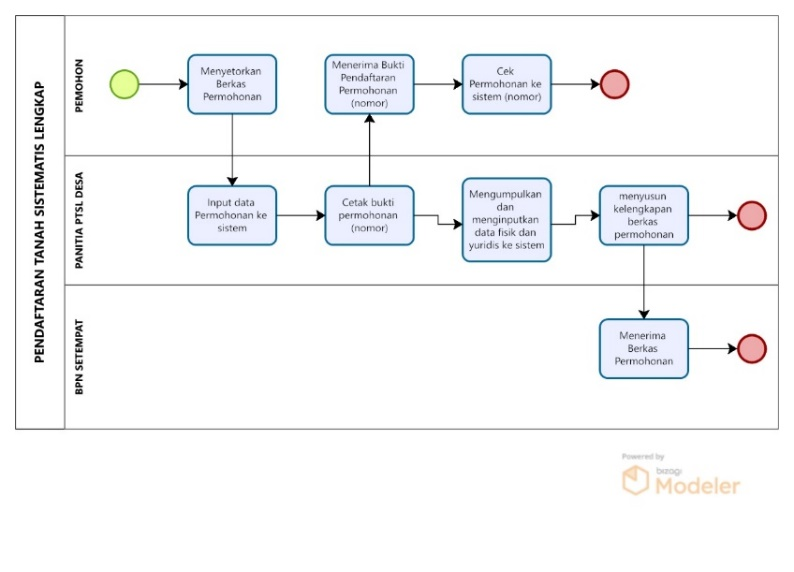 PENDAFTARAN TANAH SISTEMATIS LENGKAP
PEMOHON
Menyetorkan
Berkas
Permohonan
Menerima Bukti
Pendaftaran
Permohonan
(nomor)
Cek
Permohonan ke
sistem (nomor)
PANITIA PTSL DESA
Input data
Permohonan ke
sistem
Cetak bukti
permohonan
(nomor)
Mengumpulkan
dan
menginputkan
data fisik dan
yuridis ke sistem
menyusun
kelengkapan
berkas
permohonan
BPN SETEMPAT
Menerima
Berkas
Permohonan
Powered by
bizagi
Modeler